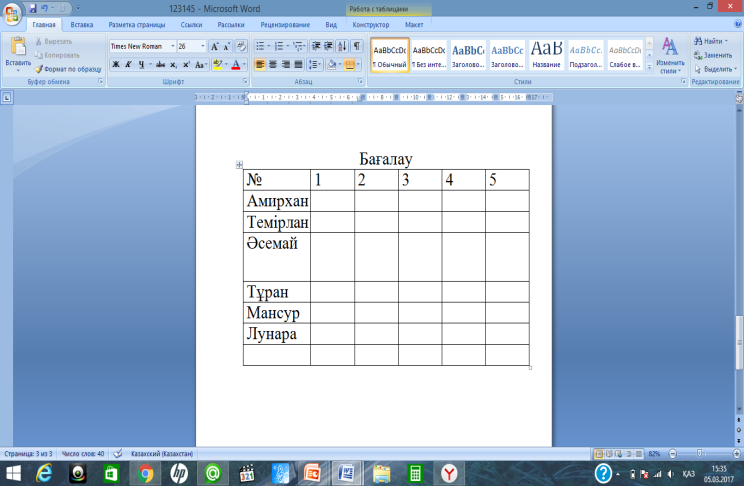 123145 - Microsoft Word
Работа с таблицами
Главная Вставка Разметка страницы Ссылки Рассылки Рецензирование Вид Конструктор Макет
Вставить
Вырезать
Копировать
Формат по образцу
Буфер обмена
Times New Roman 26
Шрифт
Абзац
AaBbCcDc AaBbCcDc AaBbC AaBbCc АаВ AaBbCc. AaBbCcDc
¶ Обычный ¶ Без инте... Заголово... Заголово... Название Подзагол... Слабое в...
Изменить стили
Стили
Найти
Заменить
Выделить
Редактирование
Бағалау
№ 1 2 3 4 5
Амирхан
Темірлан
Әсемай
Тұран
Мансур
Лунара
Страница: 3 из 3 Число слов: 40 Казахский (Казахстан) 82%
ҚАЗ 15:35
05.03.2017